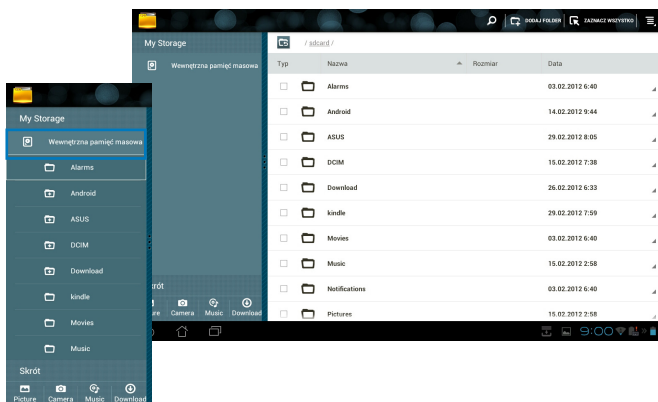 DODAJ FOLDER ZAZNACZ WSZYSTKO
My Storage
/ sdcard /
Wewnętrzna pamięć masowa
Typ Nazwa Rozmiar Data
Alarms 03.02.2012 6:40
Android 14.02.2012 9:44
ASUS 29.02.2012 8:05
DCIM 15.02.2012 7:38
Download 26.02.2012 6:33
kindle 29.02.2012 7:59
Movies 03.02.2012 6:40
Music 15.02.2012 2:58
Notifications 03.02.2012 6:40
Pictures 15.02.2012 2:58
krót
ure Camera Music Download
9:00
My Storage
Wewnętrzna pamięć masowa
Alarms
Android
ASUS
DCIM
Download
kindle
Movies
Music
Skrót
Picture Camera Music Download